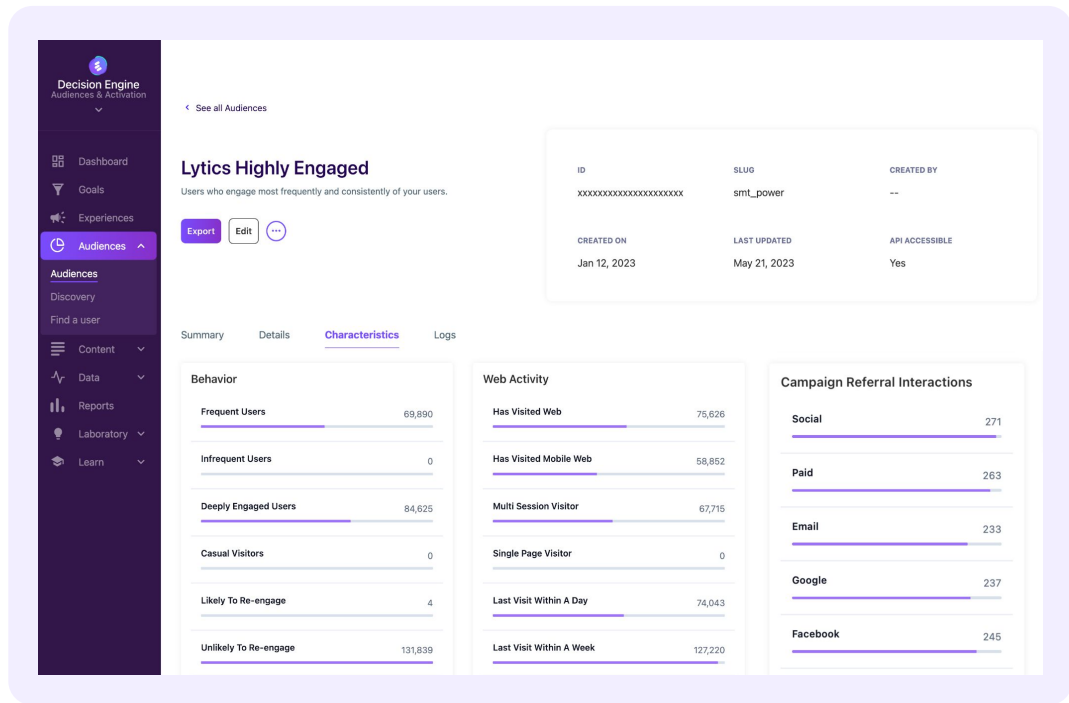 Decision Engine
Audiences & Activation
Dashboard
Goals
Experiences
Audiences
Audiences
Discovery
Find a user
Content
Data
Reports
Laboratory
Learn
See all Audiences
Lytics Highly Engaged
Users who engage most frequently and consistently of your users.
Export Edit
ID SLUG CREATED BY
xxxxxxxxxxxxxxxxxxxxx smt_power --
CREATED ON LAST UPDATED API ACCESSIBLE
Jan 12, 2023 May 21, 2023 Yes
Summary Details Characteristics Logs
Behavior
Frequent Users 69,890
Infrequent Users 0
Deeply Engaged Users 84,625
Casual Visitors 0
Likely To Re-engage 4
Unlikely To Re-engage 131,839
Web Activity
Has Visited Web 75,626
Has Visited Mobile Web 58,852
Multi Session Visitor 67,715
Single Page Visitor 0
Last Visit Within A Day 74,043
Last Visit Within A Week 127,220
Campaign Referral Interactions
Social 271
Paid 263
Email 233
Google 237
Facebook 245